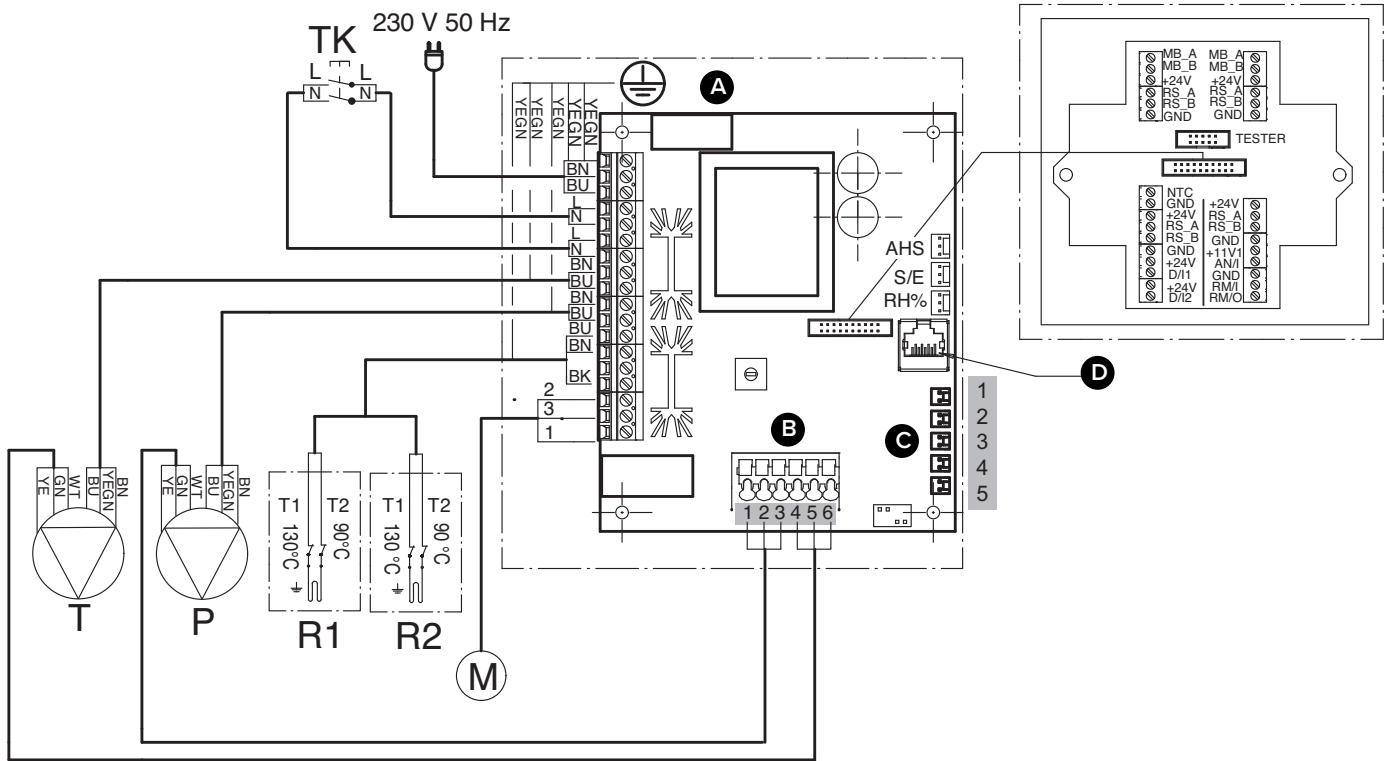 230 V 50 Hz
TK
L L
N N
YEGN
YEGN
YEGN
YEGN
YEGN
A
BN
BU
L
N
L
N
BN
BU
BN
BU
BU
BN
BK
2
3
1
AHS
S/E
RH%
D
B
C
1
2
3
4
5
1 2 3 4 5 6
MB_A
MB_B
+24V
RS_A
RS_B
GND
MB_A
MB_B
+24V
RS_A
RS_B
GND
TESTER
NTC
GND
+24V
RS_A
RS_B
GND
+24V
D/I1
+24V
D/I2
+24V
RS_A
RS_B
GND
+11V1
AN/I
GND
RM/I
RM/O
YE
GN
WT
BU
YEGN
BN
T
YE
GN
WT
BU
YEGN
BN
P
T1 T2
130°C 90°C
R1
T1 T2
130 °C 90 °C
R2
M